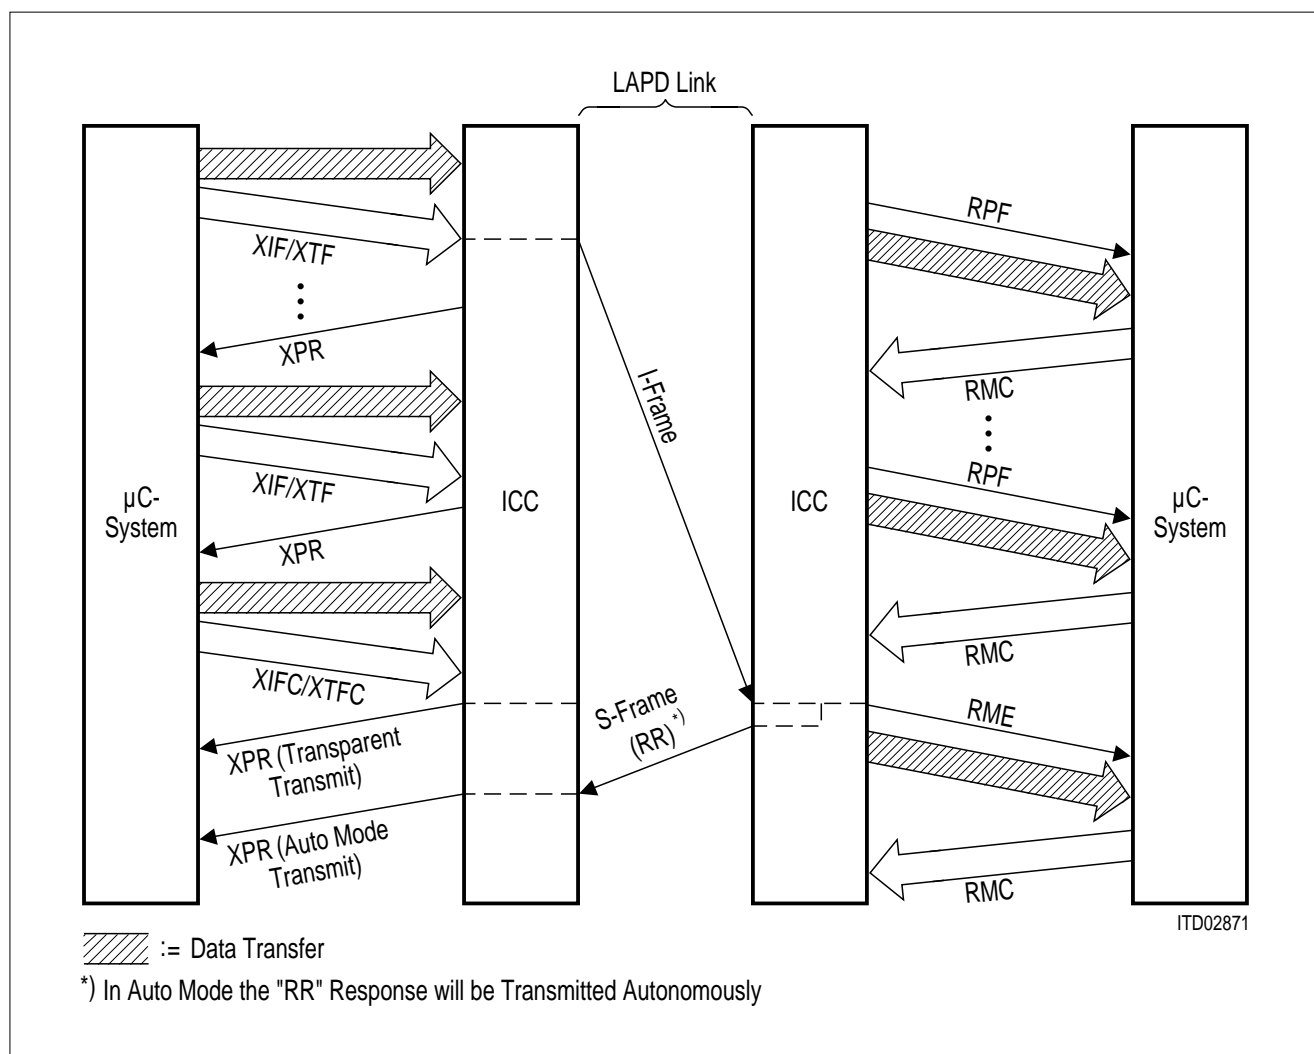 LAPD Link
µC-
System
XIF/XTF
XPR
XIF/XTF
XPR
XIFC/XTFC
XPR (Transparent
Transmit)
XPR (Auto Mode
Transmit)
ICC
I-Frame
S-Frame
(RR) *)
ICC
RPF
RMC
RPF
RMC
RME
RMC
µC-
System
ITD02871
:= Data Transfer
*) In Auto Mode the "RR" Response will be Transmitted Autonomously